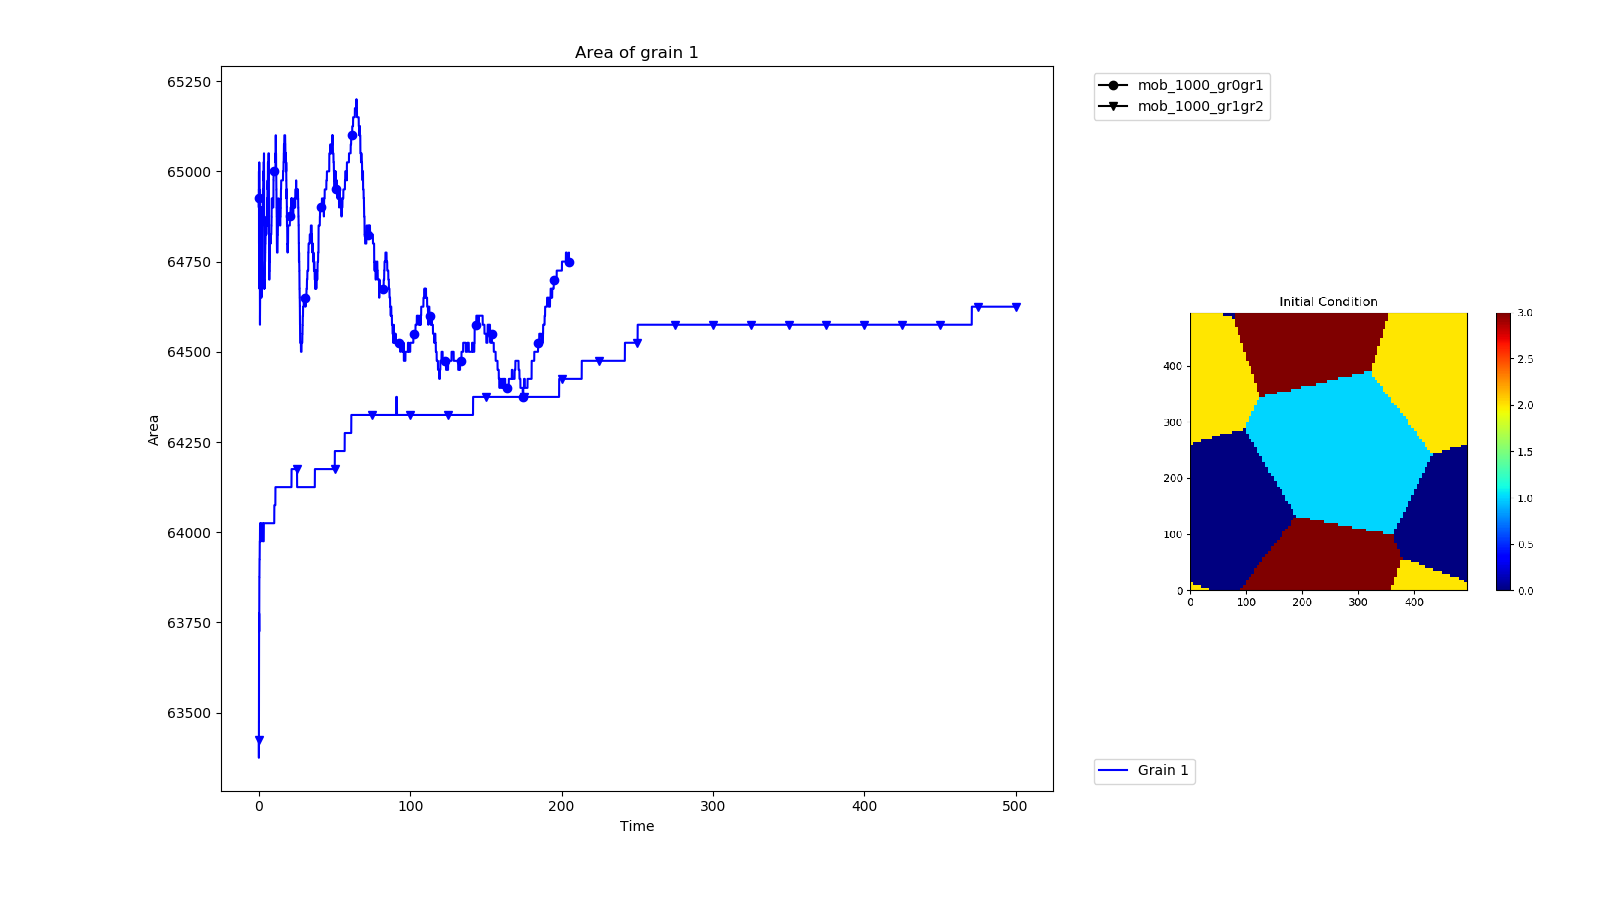 Area of grain 1
65250
65000
64750
64500
64250
64000
63750
63500
Area
0 100 200 300 400 500
Time
mob_1000_gr0gr1
mob_1000_gr1gr2
Initial Condition
400
300
200
100
0
0 100 200 300 400
3.0
2.5
2.0
1.5
1.0
0.5
0.0
Grain 1